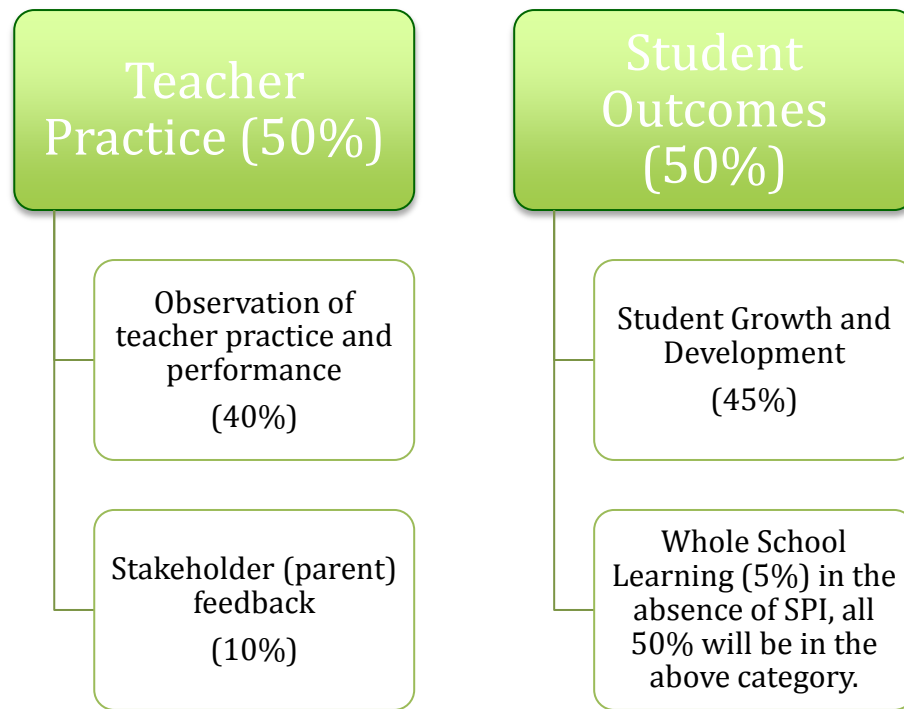 Teacher
Practice (50%)
Observation of
teacher practice and
performance
(40%)
Stakeholder (parent)
feedback
(10%)
Student
Outcomes
(50%)
Student Growth and
Development
(45%)
Whole School
Learning (5%) in the
absence of SPI, all
50% will be in the
above category.